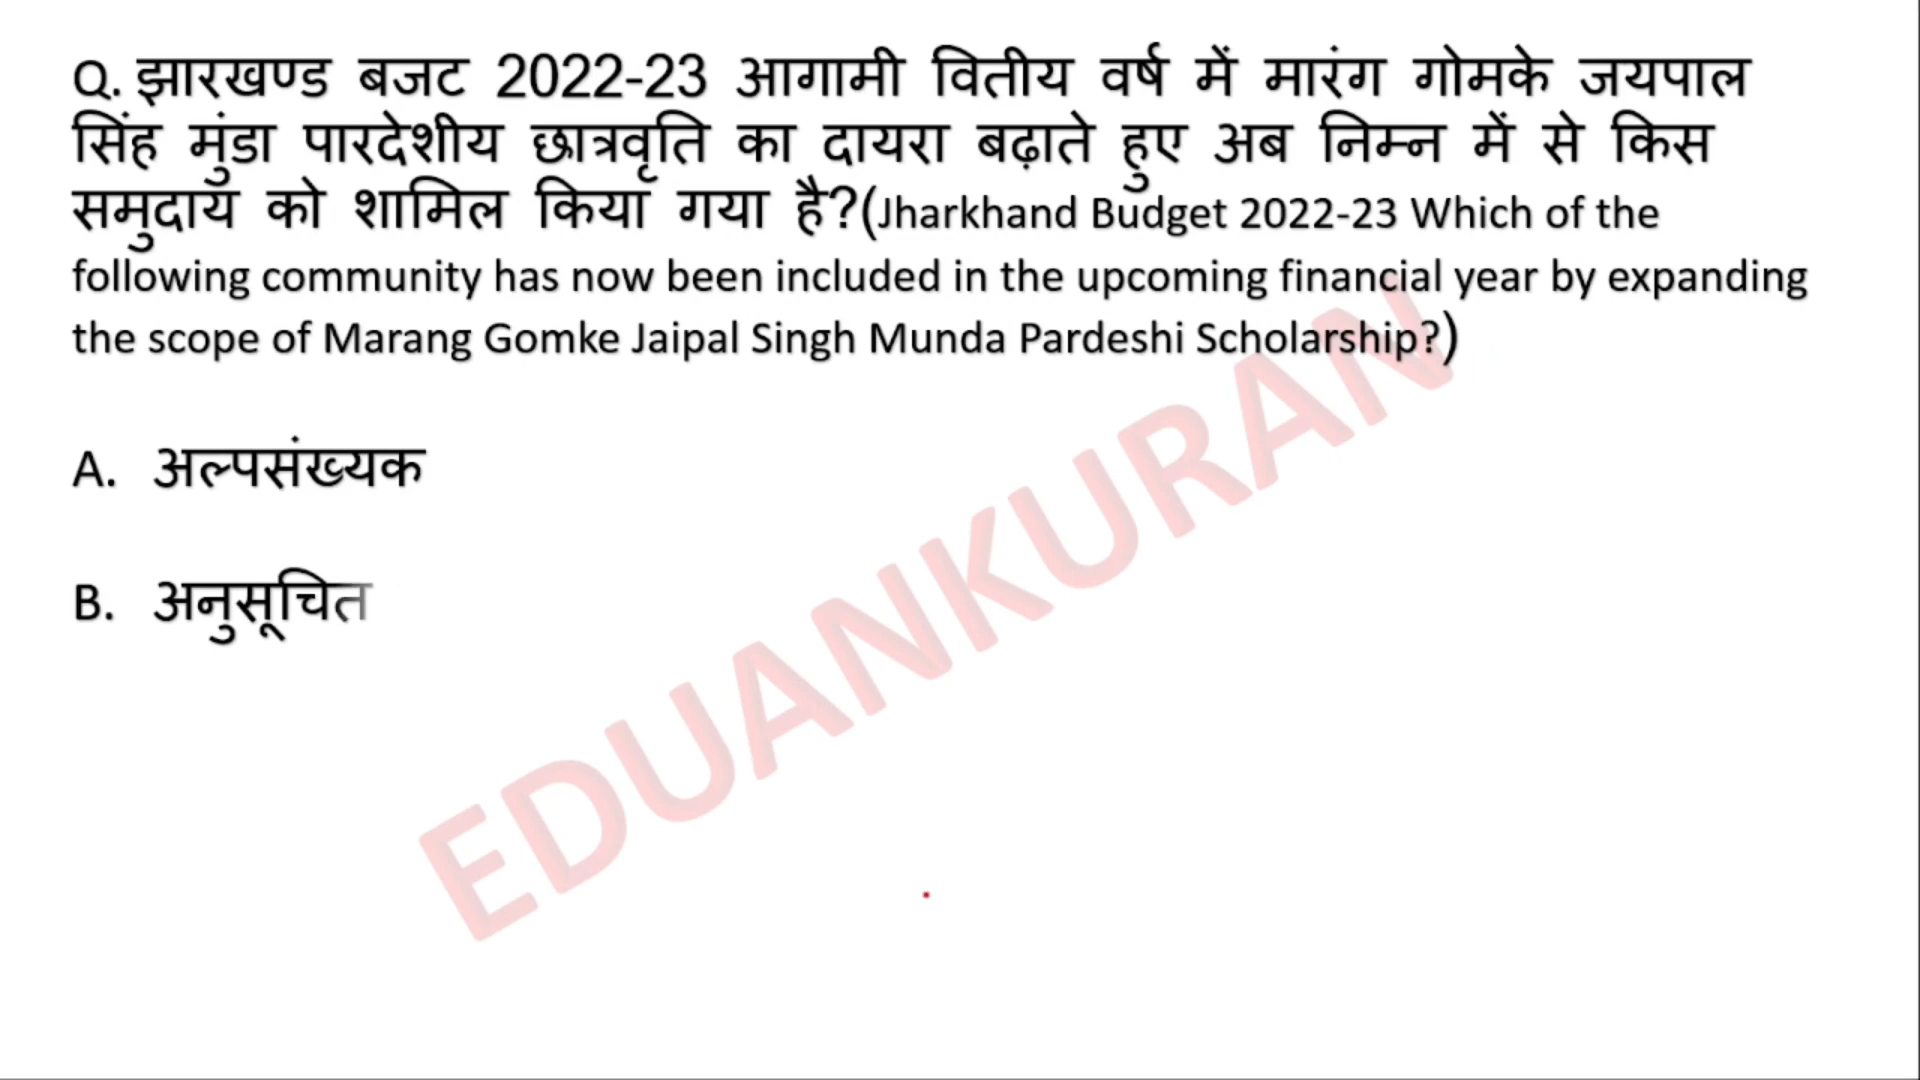 Q. झारखण्ड बजट 2022-23 आगामी वितीय वर्ष में मारंग गोमके जयपाल
सिंह मुंडा पारदेशीय छात्रवृति का दायरा बढ़ाते हुए अब निम्न में से किस
समुदाय को शामिल किया गया है?(Jharkhand Budget 2022-23 Which of the
following community has now been included in the upcoming financial year by expanding
the scope of Marang Gomke Jaipal Singh Munda Pardeshi Scholarship?)
A. अल्पसंख्यक
B. अनुसूचित
EDUANKURAN